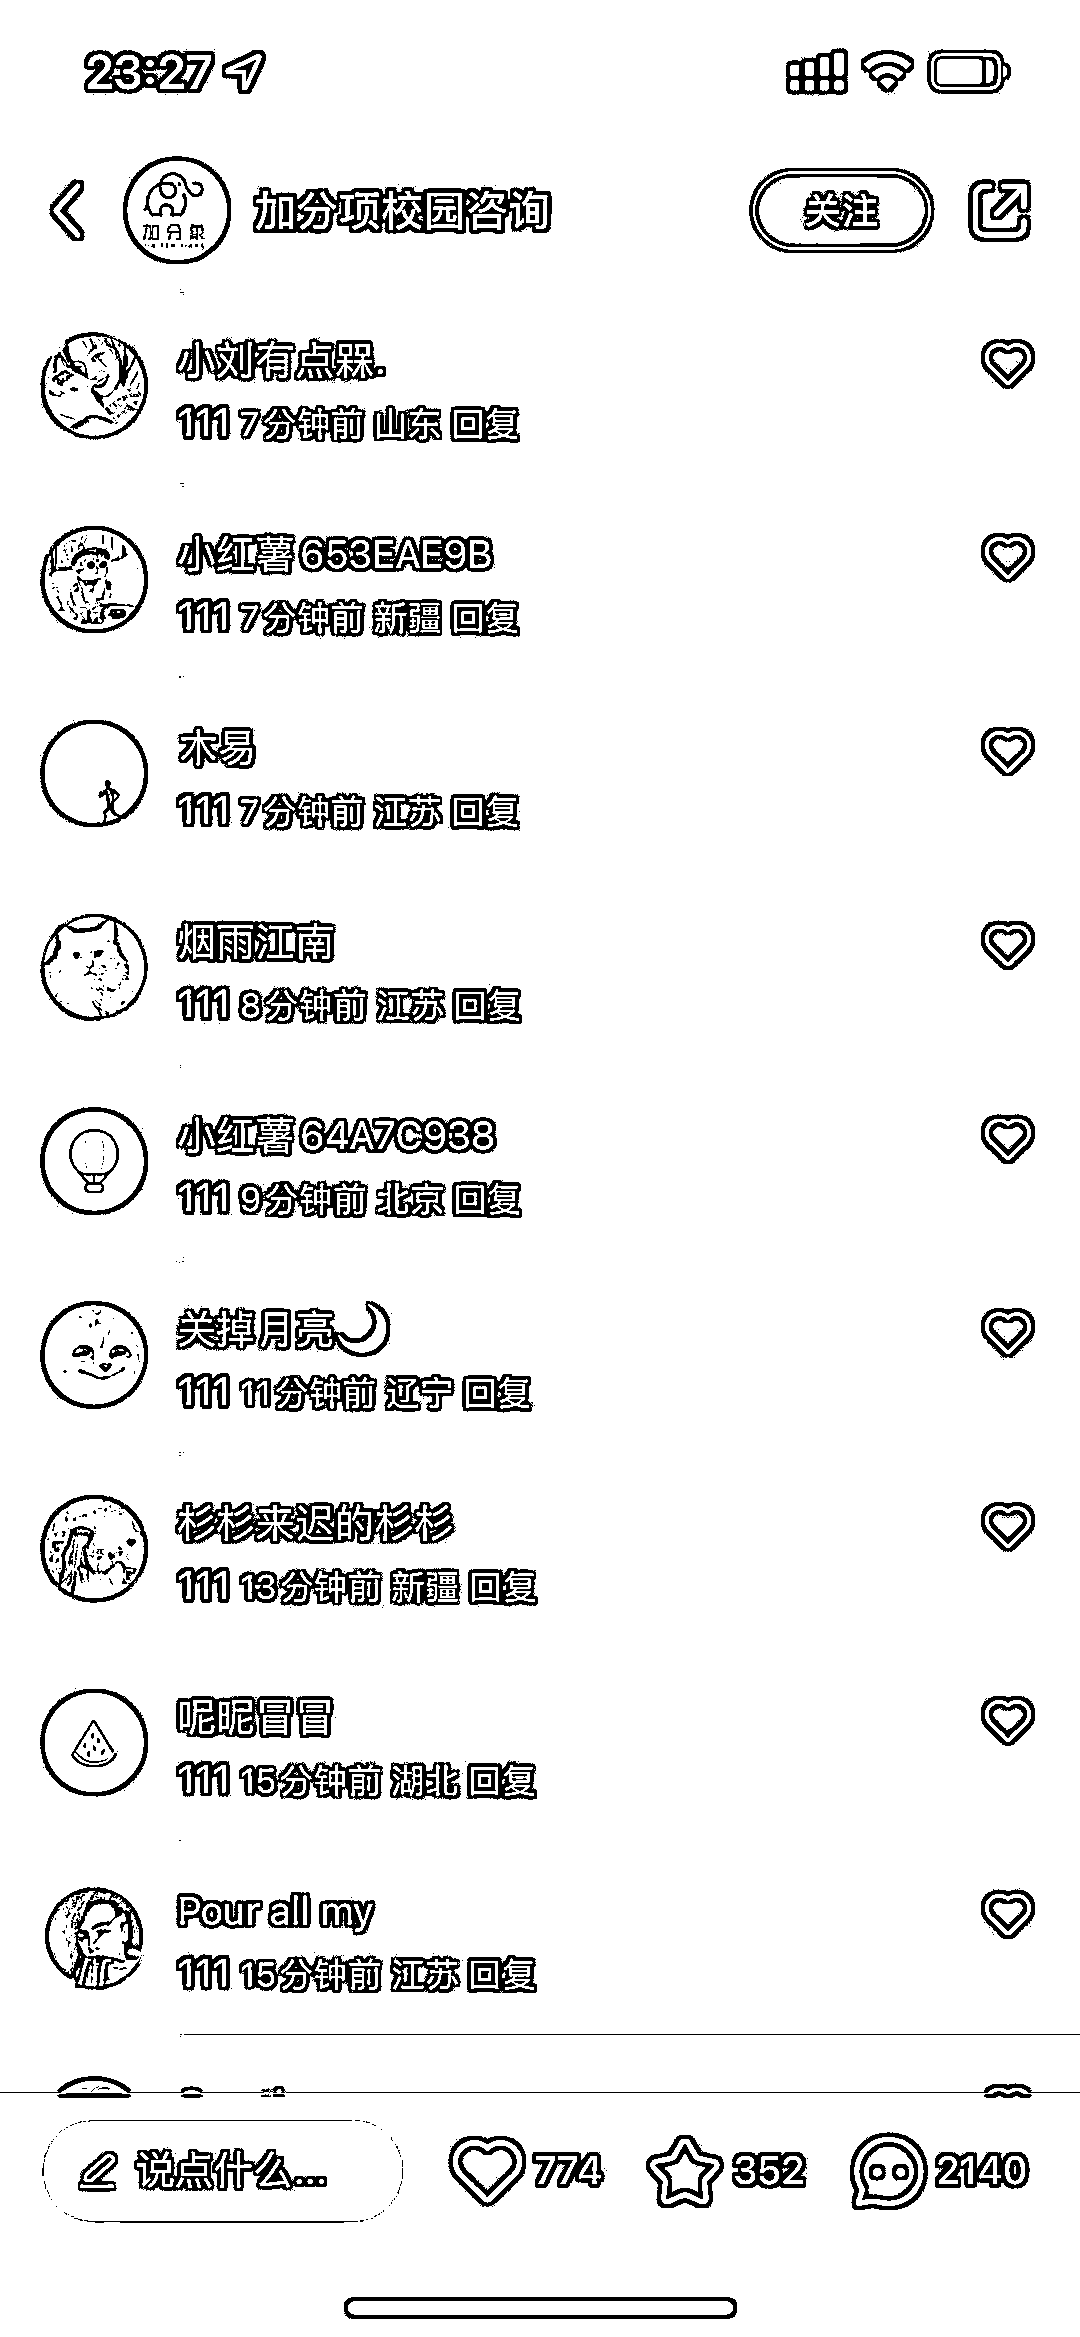 23:27
加分项校园咨询
关注
加分象
小刘有点槑.
111 7分钟前 山东 回复
小红薯653EAE9B
111 7分钟前 新疆 回复
木易
111 7分钟前 江苏 回复
烟雨江南
111 8分钟前 江苏 回复
小红薯64A7C938
111 9分钟前 北京 回复
关掉月亮🌙
111 11分钟前 辽宁 回复
杉杉来迟的杉杉
111 13分钟前 新疆 回复
呢昵冒冒
111 15分钟前 湖北 回复
Pour all my
111 15分钟前 江苏 回复
说点什么...
774
352
2140